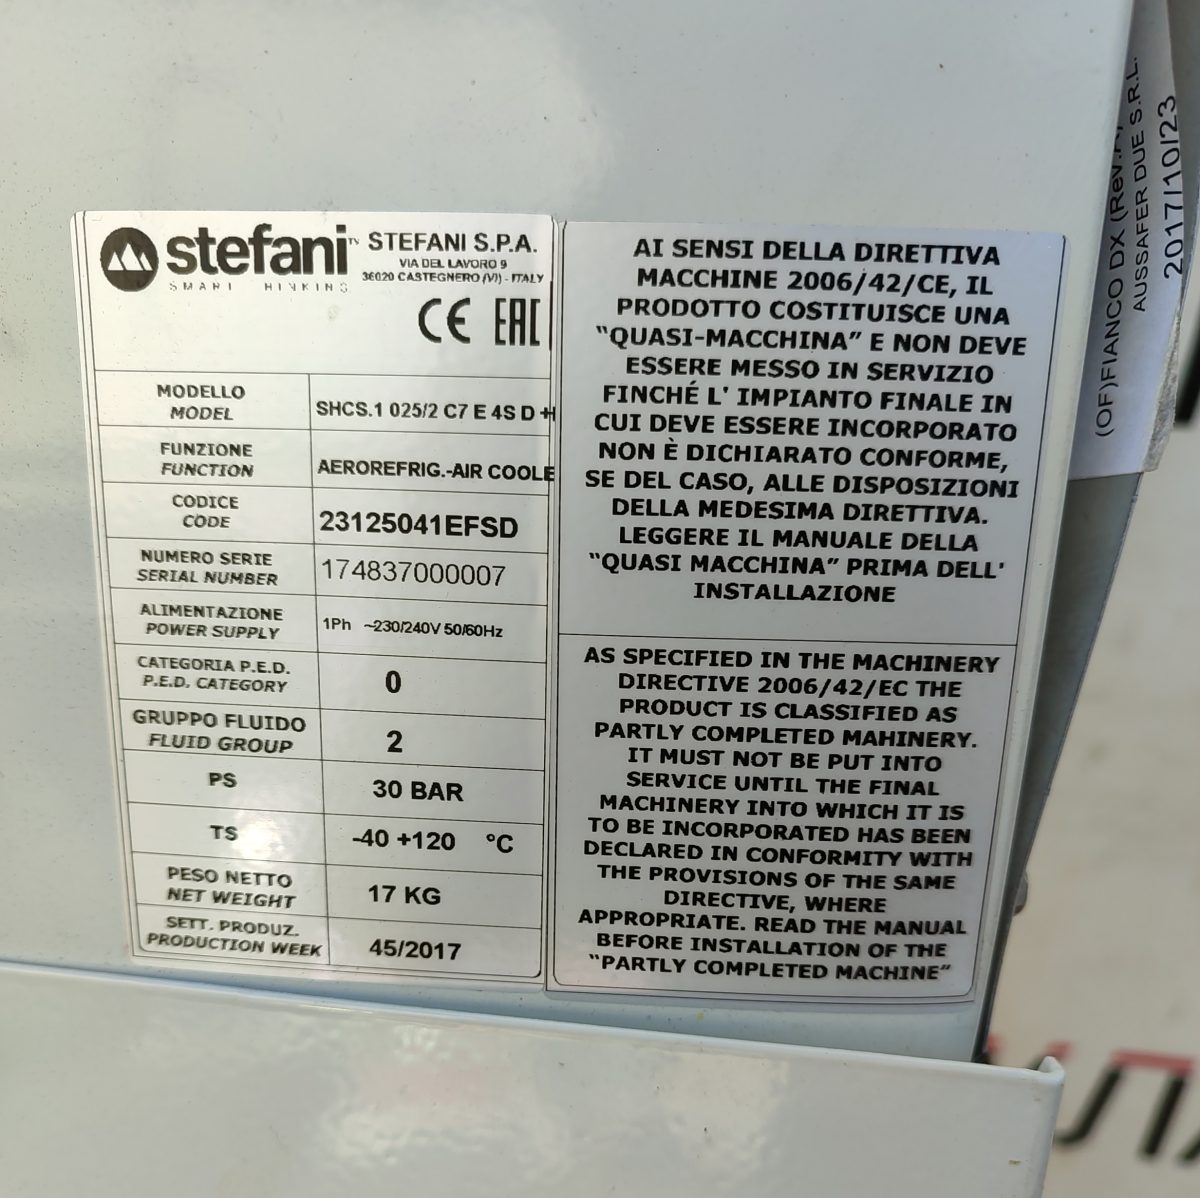 stefani™
SMART THINKING
STEFANI S.P.A.
VIA DEL LAVORO 9
36020 CASTEGNERO (VI) - ITALY
CE EAC
MODELLO
MODEL
SHCS.1 025/2 C7 E 4S D +H
FUNZIONE
FUNCTION
AEROREFRIG.-AIR COOLE
CODICE
CODE
23125041EFSD
NUMERO SERIE
SERIAL NUMBER
174837000007
ALIMENTAZIONE
POWER SUPPLY
1Ph ~230/240V 50/60Hz
CATEGORIA P.E.D.
P.E.D. CATEGORY
0
GRUPPO FLUIDO
FLUID GROUP
2
PS
30 BAR
TS
-40 +120 °C
PESO NETTO
NET WEIGHT
17 KG
SETT. PRODUZ.
PRODUCTION WEEK
45/2017
AI SENSI DELLA DIRETTIVA
MACCHINE 2006/42/CE, IL
PRODOTTO COSTITUISCE UNA
"QUASI-MACCHINA" E NON DEVE
ESSERE MESSO IN SERVIZIO
FINCHÉ L' IMPIANTO FINALE IN
CUI DEVE ESSERE INCORPORATO
NON È DICHIARATO CONFORME,
SE DEL CASO, ALLE DISPOSIZIONI
DELLA MEDESIMA DIRETTIVA.
LEGGERE IL MANUALE DELLA
"QUASI MACCHINA" PRIMA DELL'
INSTALLAZIONE
AS SPECIFIED IN THE MACHINERY
DIRECTIVE 2006/42/EC THE
PRODUCT IS CLASSIFIED AS
PARTLY COMPLETED MAHINERY.
IT MUST NOT BE PUT INTO
SERVICE UNTIL THE FINAL
MACHINERY INTO WHICH IT IS
TO BE INCORPORATED HAS BEEN
DECLARED IN CONFORMITY WITH
THE PROVISIONS OF THE SAME
DIRECTIVE, WHERE
APPROPRIATE. READ THE MANUAL
BEFORE INSTALLATION OF THE
"PARTLY COMPLETED MACHINE"
(OF)FIANCO DX (Rev.A)
AUSSAFER DUE S.R.L.
2017/10/23